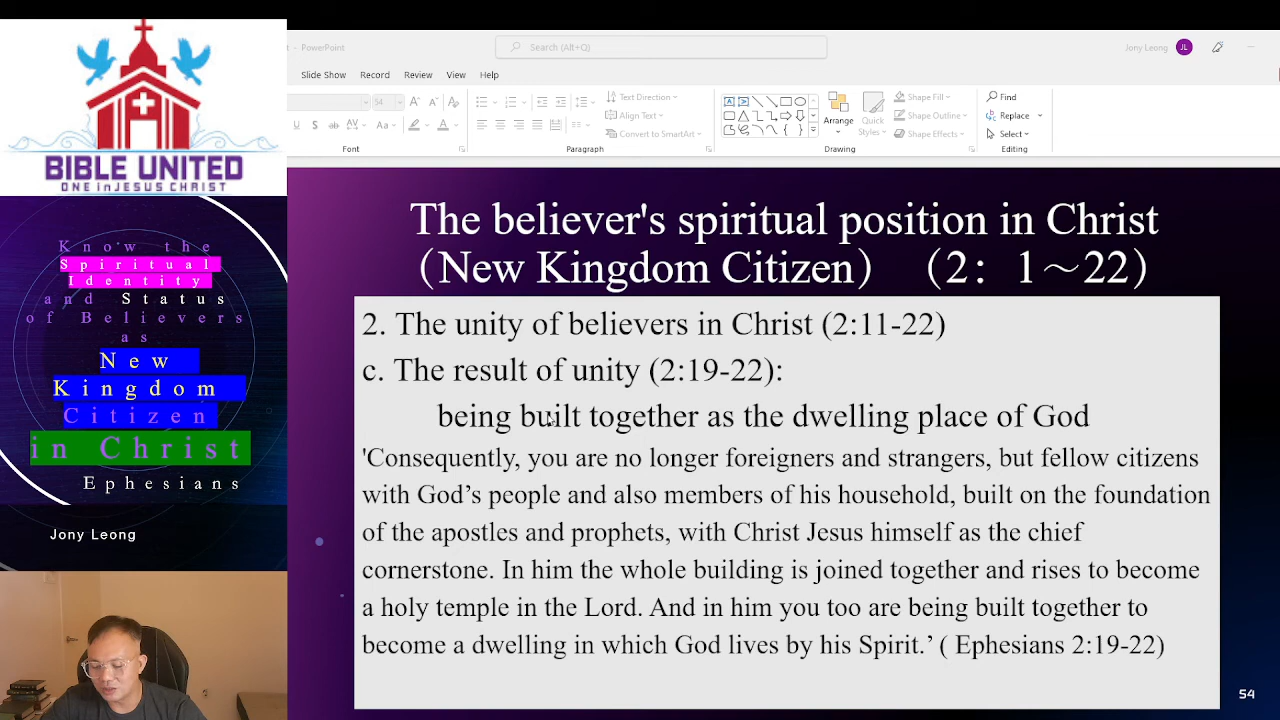 BIBLE UNITED
ONE in JESUS CHRIST
Know the
Spiritual
Identity
and Status
of Believers
as
New
Kingdom
Citizen
in Christ
Ephesians
Jony Leong
- PowerPoint
Search (Alt+Q)
Jony Leong
JL
Slide Show
Record
Review
View
Help
54
Text Direction
Align Text
Convert to SmartArt
Arrange
Quick
Styles
Shape Fill
Shape Outline
Shape Effects
Find
Replace
Select
Font
Paragraph
Drawing
Editing
The believer's spiritual position in Christ
(New Kingdom Citizen) (2: 1~22)
2. The unity of believers in Christ (2:11-22)
c. The result of unity (2:19-22):
being built together as the dwelling place of God
'Consequently, you are no longer foreigners and strangers, but fellow citizens
with God’s people and also members of his household, built on the foundation
of the apostles and prophets, with Christ Jesus himself as the chief
cornerstone. In him the whole building is joined together and rises to become
a holy temple in the Lord. And in him you too are being built together to
become a dwelling in which God lives by his Spirit.’ ( Ephesians 2:19-22)
54